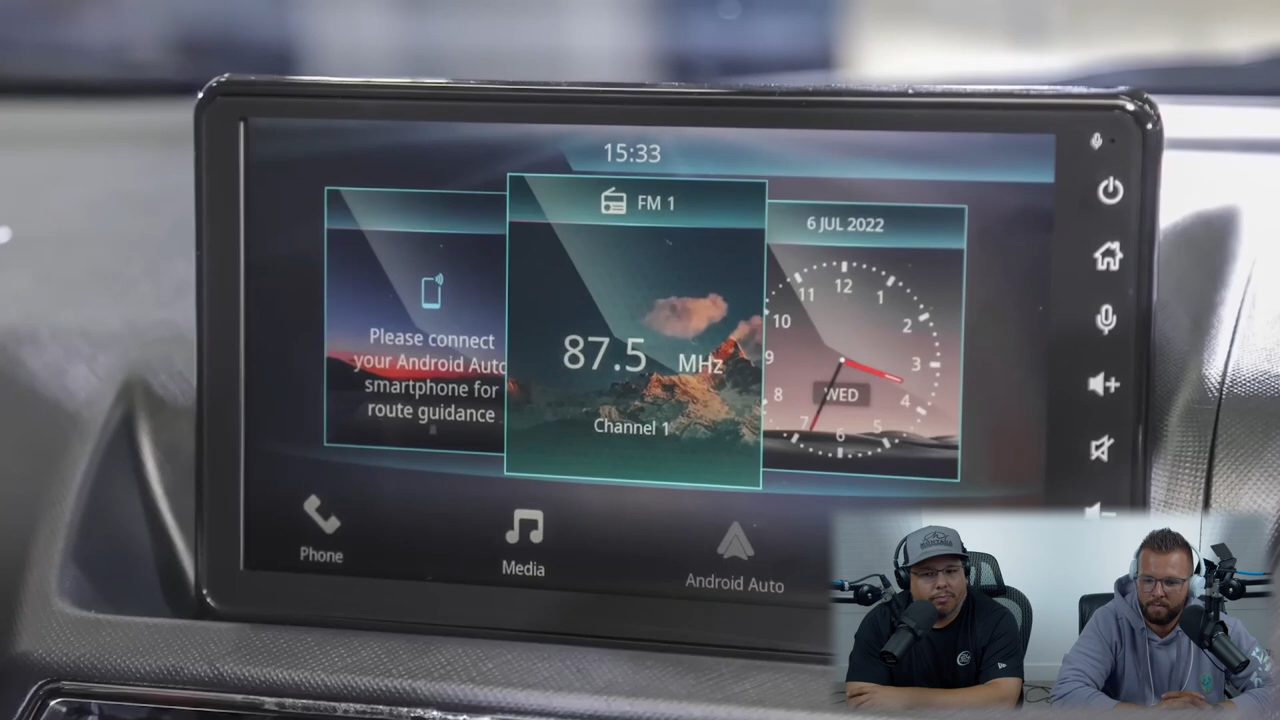 15:33
FM 1
6 JUL 2022
Please connect
your Android Auto
smartphone for
route guidance
87.5 MHz
Channel 1
12
11
1
10
2
9
3
8
WED
4
7
5
6
Phone
Media
Android Auto